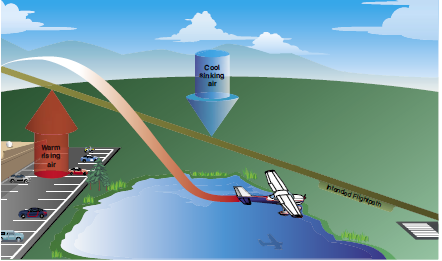 Cool
sinking
air
Warm
rising
air
Intended Flightpath